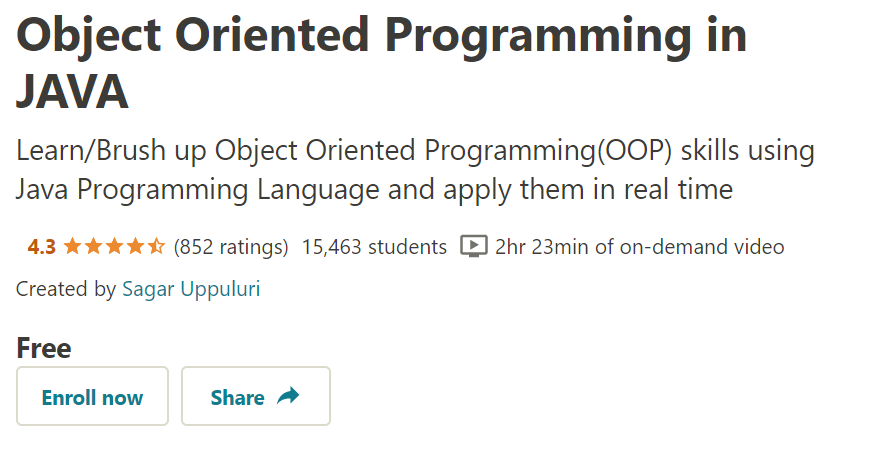 Object Oriented Programming in
JAVA
Learn/Brush up Object Oriented Programming(OOP) skills using
Java Programming Language and apply them in real time
4.3 (852 ratings) 15,463 students 2hr 23min of on-demand video
Created by Sagar Uppuluri
Free
Enroll now Share